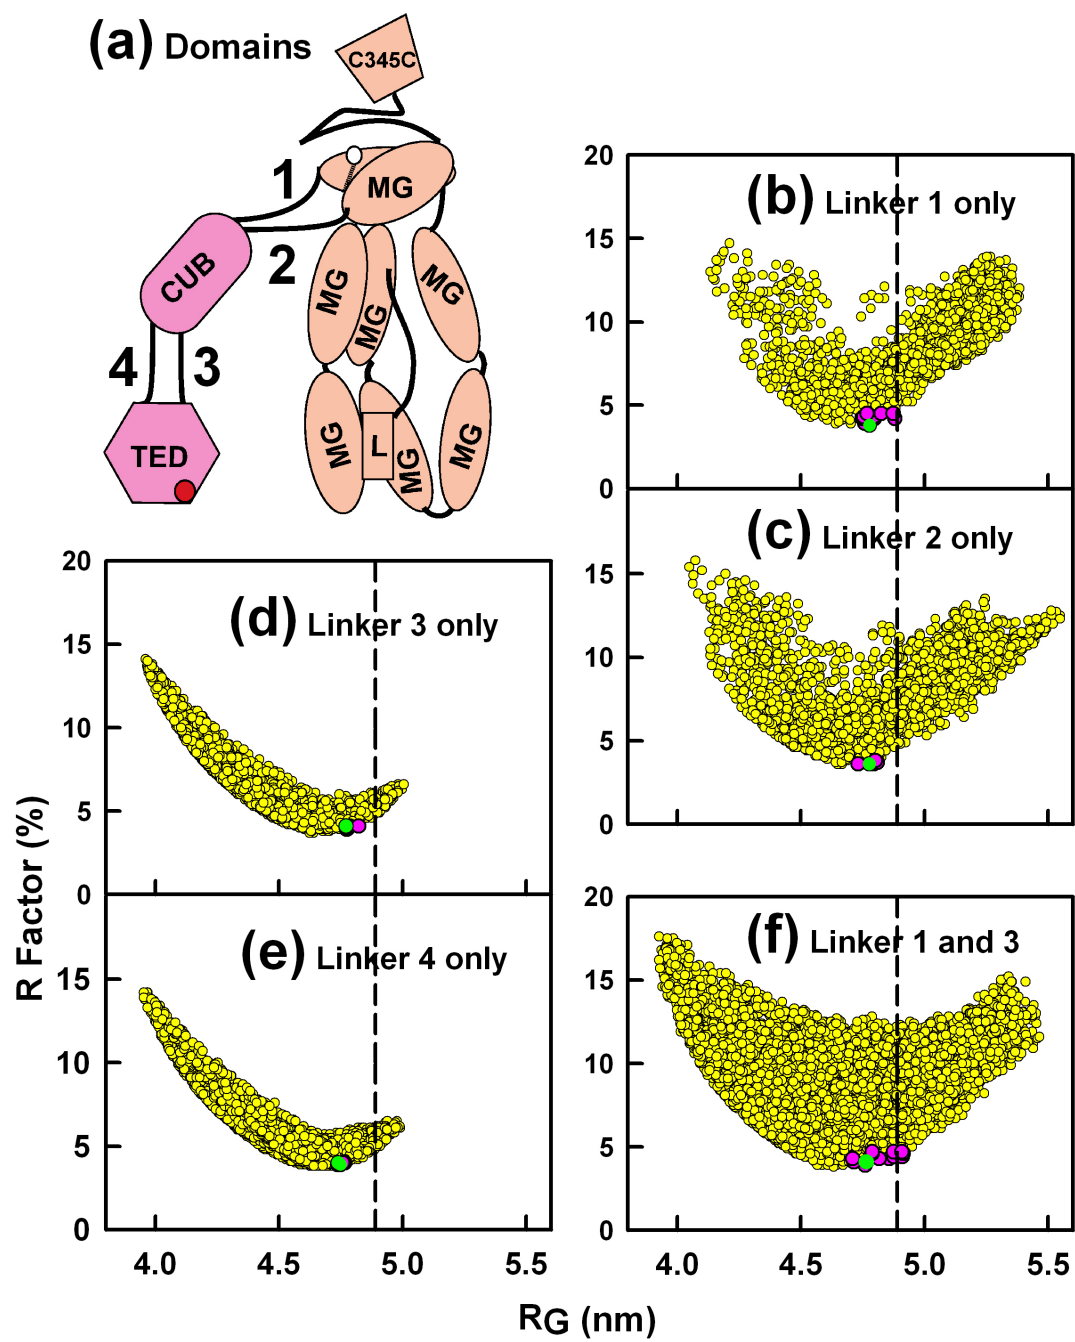 (a) Domains
C345C
1
MG
2
CUB
MG
MG
MG
4
3
TED
MG
L
MG
MG
20
(b) Linker 1 only
15
10
5
0
(c) Linker 2 only
15
10
5
0
20
(d) Linker 3 only
15
10
5
0
(e) Linker 4 only
15
10
5
0
20
(f) Linker 1 and 3
15
10
5
0
R Factor (%)
4.0 4.5 5.0 5.5
4.0 4.5 5.0 5.5
RG (nm)